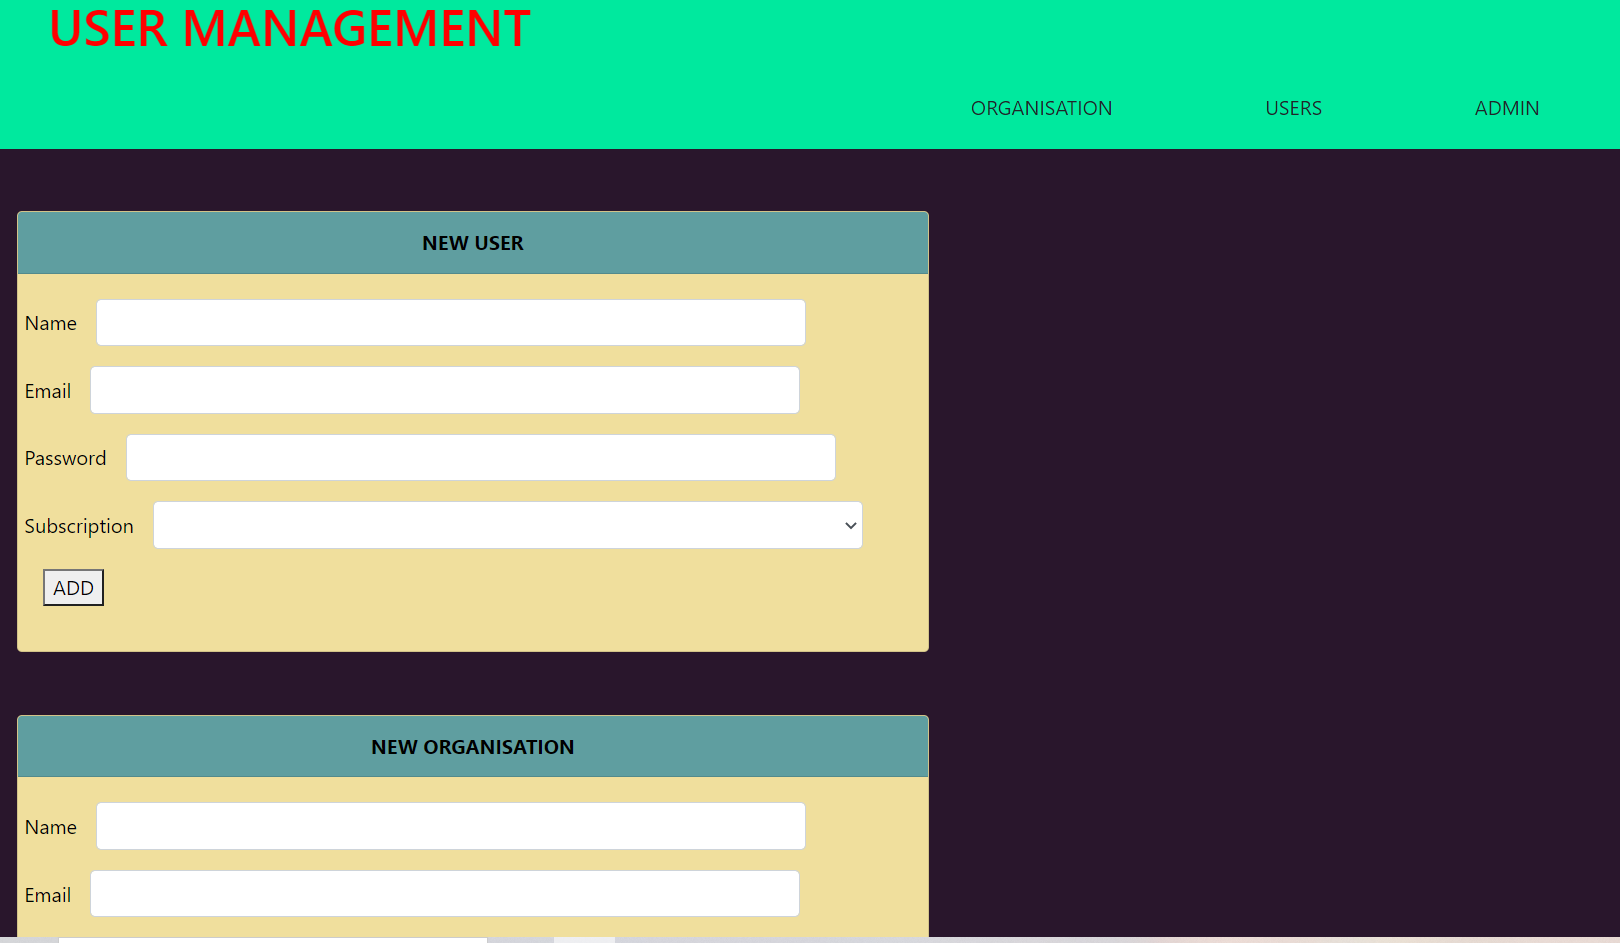 USER MANAGEMENT
ORGANISATION USERS ADMIN
NEW USER
Name
Email
Password
Subscription
ADD
NEW ORGANISATION
Name
Email